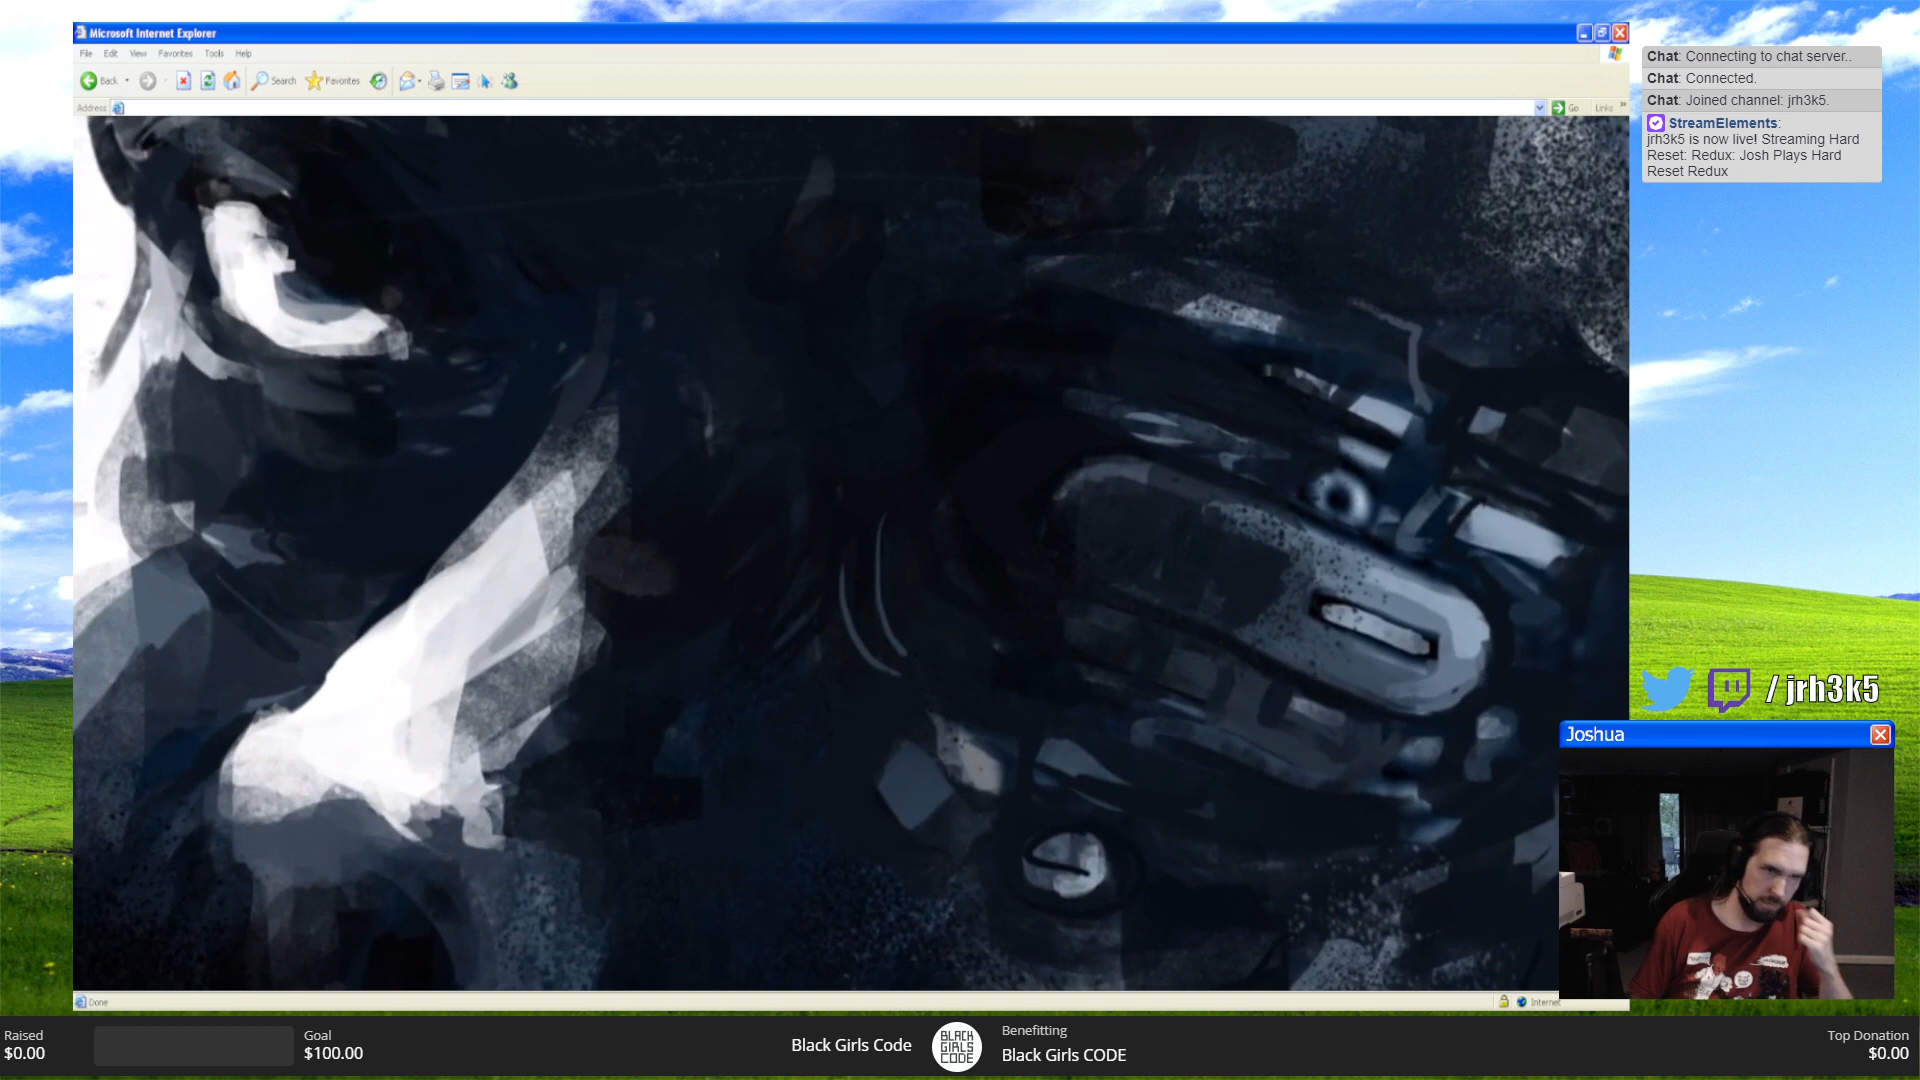 Microsoft Internet Explorer
File Edit View Favorites Tools Help
Back Search Favorites
Address Go Links »
Chat: Connecting to chat server..
Chat: Connected.
Chat: Joined channel: jrh3k5.
StreamElements:
jrh3k5 is now live! Streaming Hard
Reset: Redux: Josh Plays Hard
Reset Redux
/ jrh3k5
Joshua
Done Internet
Raised
$0.00
Goal
$100.00
Black Girls Code
BLACK
GIRLS
CODE
Benefitting
Black Girls CODE
Top Donation
$0.00